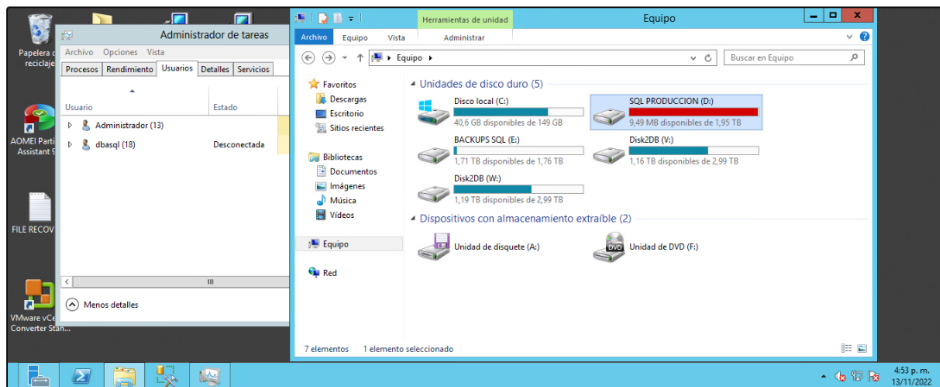 Papelera
reciclaje
AOMEI Parti
Assistant
FILE RECOV
VMware vCe
Converter Stan...
Administrador de tareas
Archivo Opciones Vista
Procesos Rendimiento Usuarios Detalles Servicios
Usuario Estado
Administrador (13)
dbasql (18) Desconectada
Menos detalles
Herramientas de unidad Equipo
Archivo Equipo Vista Administrar
Equipo
Buscar en Equipo
Favoritos
Descargas
Escritorio
Sitios recientes
Bibliotecas
Documentos
Imágenes
Música
Vídeos
Equipo
Red
Unidades de disco duro (5)
Disco local (C:)
40,6 GB disponibles de 149 GB
SQL PRODUCCION (D:)
9,49 MB disponibles de 1,95 TB
BACKUPS SQL (E:)
1,71 TB disponibles de 1,76 TB
Disk2DB (V:)
1,16 TB disponibles de 2,99 TB
Disk2DB (W:)
1,19 TB disponibles de 2,99 TB
Dispositivos con almacenamiento extraíble (2)
Unidad de disquete (A:)
DVD
Unidad de DVD (F:)
7 elementos 1 elemento seleccionado
4:53 p. m.
13/11/2022